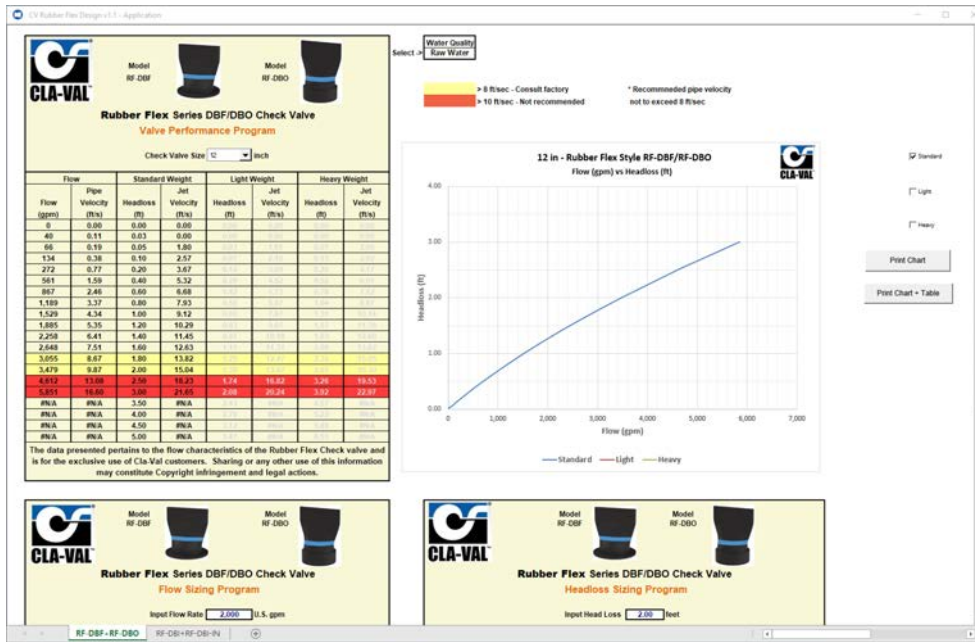 CV Rubber Flex Design v1.1 - Application
CLA-VAL
Model
RF-DBF
Model
RF-DBO
Rubber Flex Series DBF/DBO Check Valve
Valve Performance Program
Check Valve Size 12 inch
Flow Standard Weight Light Weight Heavy Weight
Flow (gpm) Pipe Velocity (ft/s) Headloss (ft) Jet Velocity (ft/s) Headloss (ft) Jet Velocity (ft/s) Headloss (ft) Jet Velocity (ft/s)
0 0.00 0.00 0.00
40 0.11 0.03 0.00
66 0.19 0.05 1.80
134 0.38 0.10 2.57
272 0.77 0.20 3.67
561 1.59 0.40 5.32
867 2.46 0.60 6.68
1,189 3.37 0.80 7.93
1,529 4.34 1.00 9.12
1,885 5.35 1.20 10.29
2,258 6.41 1.40 11.45
2,648 7.51 1.60 12.63
3,055 8.67 1.80 13.82
3,479 9.87 2.00 15.04
4,612 13.08 2.50 18.23 1.74 16.82 3.26 19.53
5,851 16.60 3.00 21.65 2.08 20.24 3.92 22.97
#N/A #N/A 3.50 #N/A
#N/A #N/A 4.00 #N/A
#N/A #N/A 4.50 #N/A
#N/A #N/A 5.00 #N/A
The data presented pertains to the flow characteristics of the Rubber Flex Check valve and
is for the exclusive use of Cla-Val customers. Sharing or any other use of this information
may constitute Copyright infringement and legal actions.
Water Quality
Select -> Raw Water
> 8 ft/sec - Consult factory
> 10 ft/sec - Not recommended
* Recommneded pipe velocity
not to exceed 8 ft/sec
12 in - Rubber Flex Style RF-DBF/RF-DBO
Flow (gpm) vs Headloss (ft)
CLA-VAL
Headloss (ft)
4.00
3.00
2.00
1.00
0.00
0 1,000 2,000 3,000 4,000 5,000 6,000 7,000
Flow (gpm)
Standard Light Heavy
Standard
Light
Heavy
Print Chart
Print Chart + Table
CLA-VAL
Model
RF-DBF
Model
RF-DBO
Rubber Flex Series DBF/DBO Check Valve
Flow Sizing Program
Input Flow Rate 2,000 U.S. gpm
CLA-VAL
Model
RF-DBF
Model
RF-DBO
Rubber Flex Series DBF/DBO Check Valve
Headloss Sizing Program
Input Head Loss 2.00 feet
RF-DBF+RF-DBO RF-DBI+RF-DBI-IN